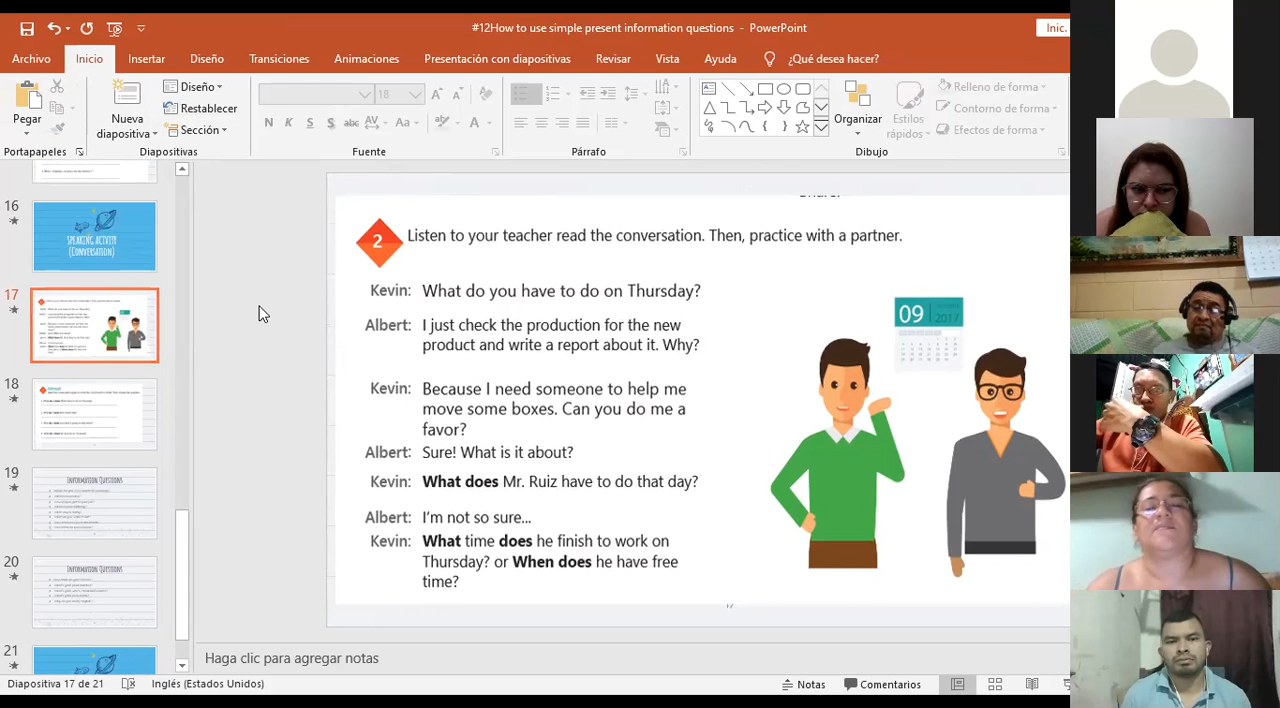 #12How to use simple present information questions - PowerPoint
Inic.
Archivo Inicio Insertar Diseño Transiciones Animaciones Presentación con diapositivas Revisar Vista Ayuda ¿Qué desea hacer?
Pegar
Nueva diapositiva
Diseño
Restablecer
Sección
18
N K S S abc AV Aa A
Organizar
Estilos rápidos
Relleno de forma
Contorno de forma
Efectos de forma
Portapapeles Diapositivas Fuente Párrafo Dibujo
16
SPEAKING ACTVITE
(CONVERSATION)
17
18
19
INFORMATION QUESTIONS
20
INFORMATION QUESTIONS
21
2
Listen to your teacher read the conversation. Then, practice with a partner.
Kevin: What do you have to do on Thursday?
Albert: I just check the production for the new
product and write a report about it. Why?
Kevin: Because I need someone to help me
move some boxes. Can you do me a
favor?
Albert: Sure! What is it about?
Kevin: What does Mr. Ruiz have to do that day?
Albert: I'm not so sure...
Kevin: What time does he finish to work on
Thursday? or When does he have free
time?
09
2017
17
Haga clic para agregar notas
Diapositiva 17 de 21 Inglés (Estados Unidos) Notas Comentarios